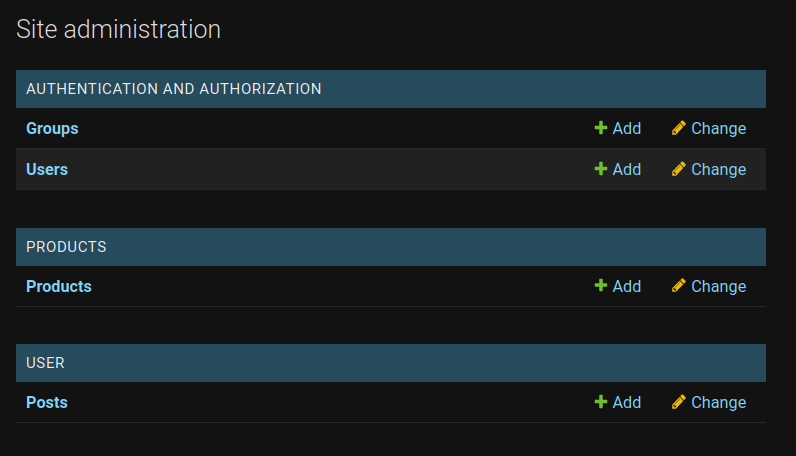 Site administration
AUTHENTICATION AND AUTHORIZATION
Groups Add Change
Users Add Change
PRODUCTS
Products Add Change
USER
Posts Add Change